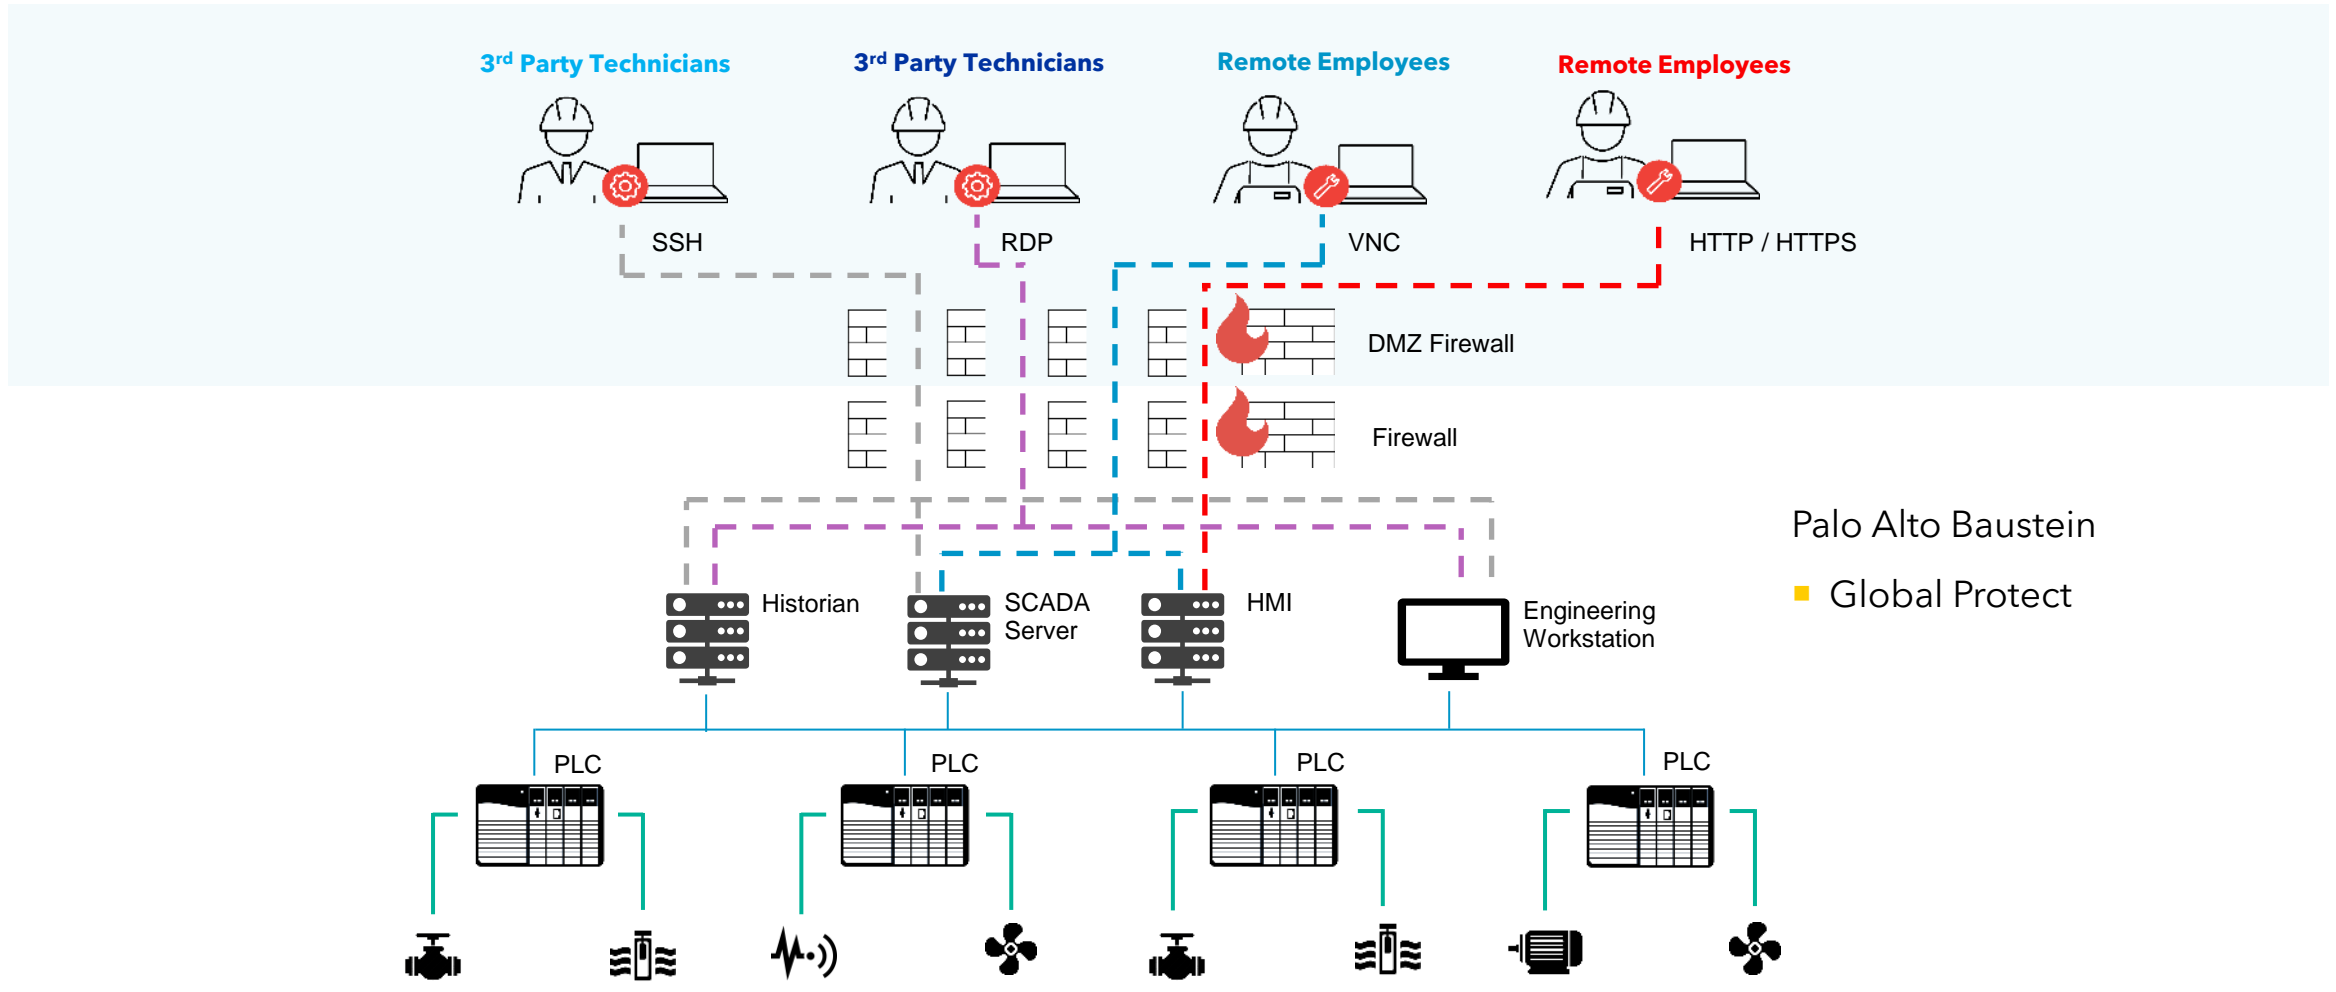 3rd Party Technicians
3rd Party Technicians
Remote Employees
Remote Employees
SSH
RDP
VNC
HTTP / HTTPS
DMZ Firewall
Firewall
Palo Alto Baustein
Global Protect
Historian
SCADA
Server
HMI
Engineering
Workstation
PLC
PLC
PLC
PLC